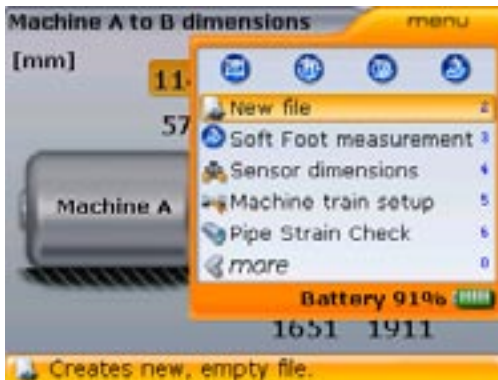 Machine A to B dimensions
menu
[mm]
11
57
New file 2
Soft Foot measurement 3
Sensor dimensions 4
Machine A
Machine train setup 5
Pipe Strain Check 6
more 0
Battery 91%
1651 1911
Creates new, empty file.